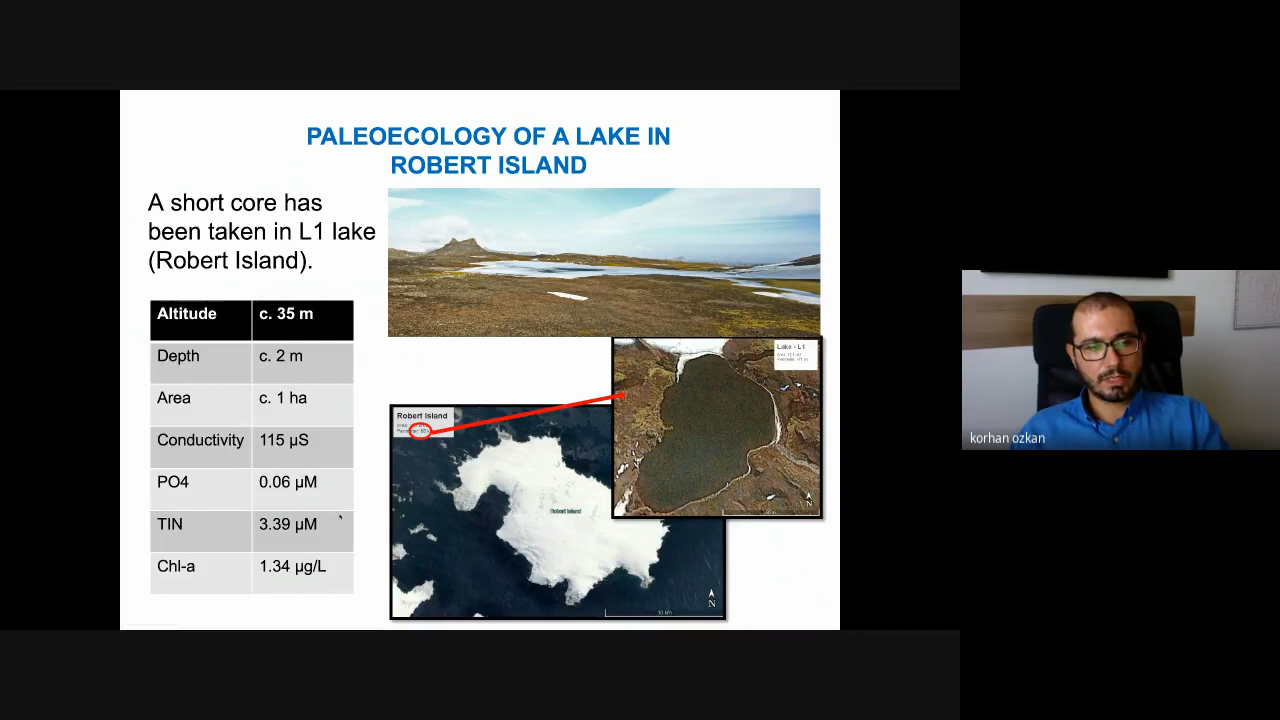 PALEOECOLOGY OF A LAKE IN
ROBERT ISLAND
A short core has
been taken in L1 lake
(Robert Island).
Altitude c. 35 m
Depth c. 2 m
Area c. 1 ha
Conductivity 115 µS
PO4 0.06 µM
TIN 3.39 µM
Chl-a 1.34 µg/L
Lake - L1
Robert Island
Robert Island
N
N
10 km
korhan ozkan